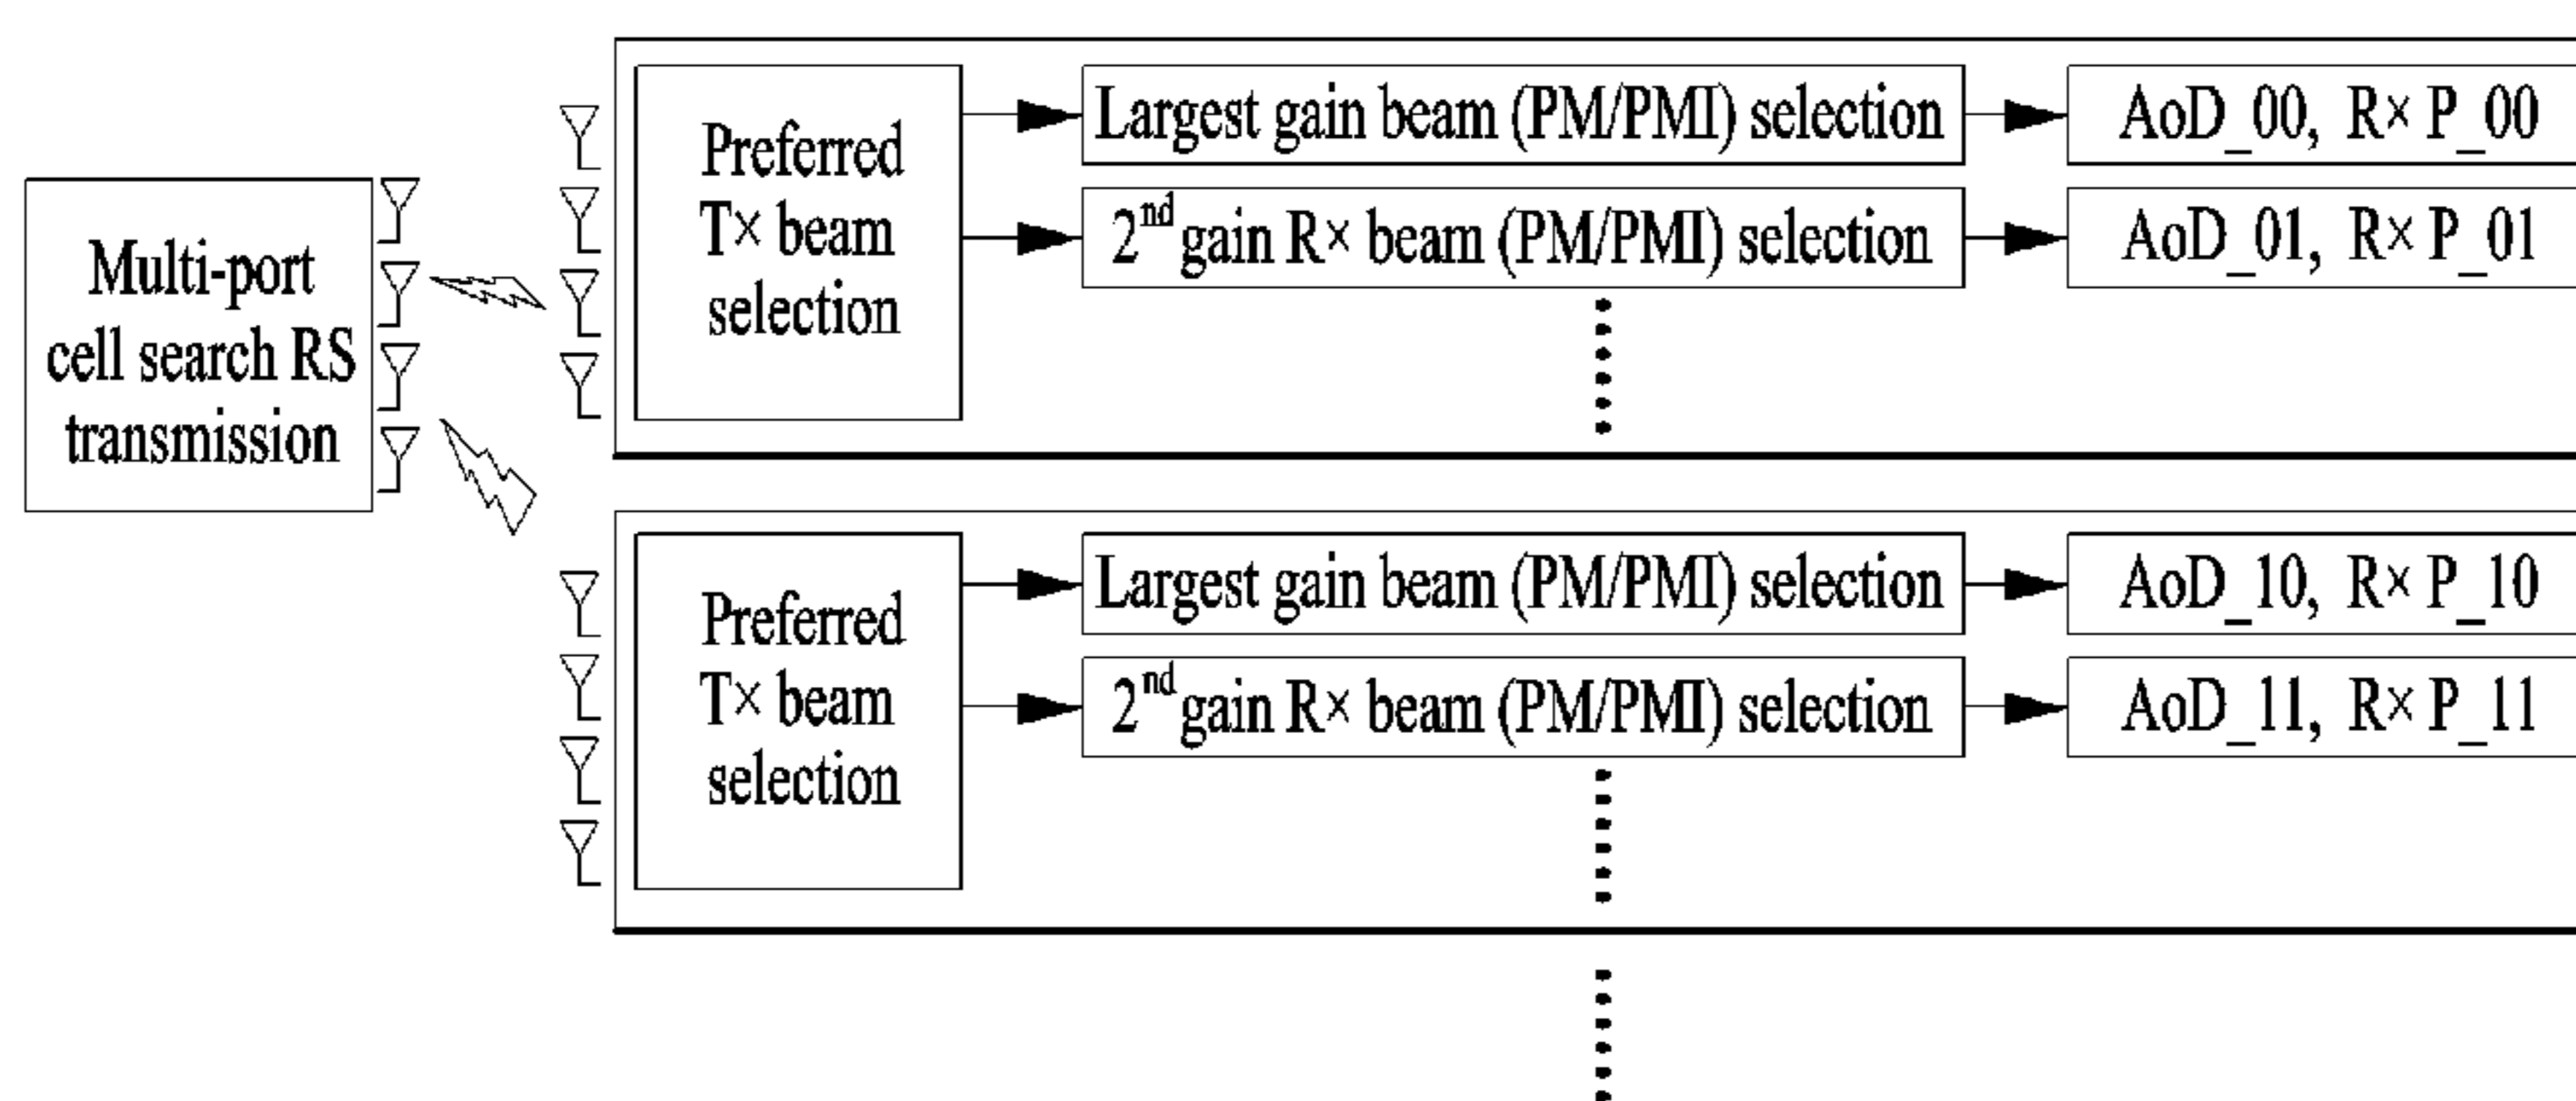 Multi-port
cell search RS
transmission
Preferred
T× beam
selection
Largest gain beam (PM/PMI) selection
AoD_00, R× P_00
2nd gain R× beam (PM/PMI) selection
AoD_01, R× P_01
Preferred
T× beam
selection
Largest gain beam (PM/PMI) selection
AoD_10, R× P_10
2nd gain R× beam (PM/PMI) selection
AoD_11, R× P_11